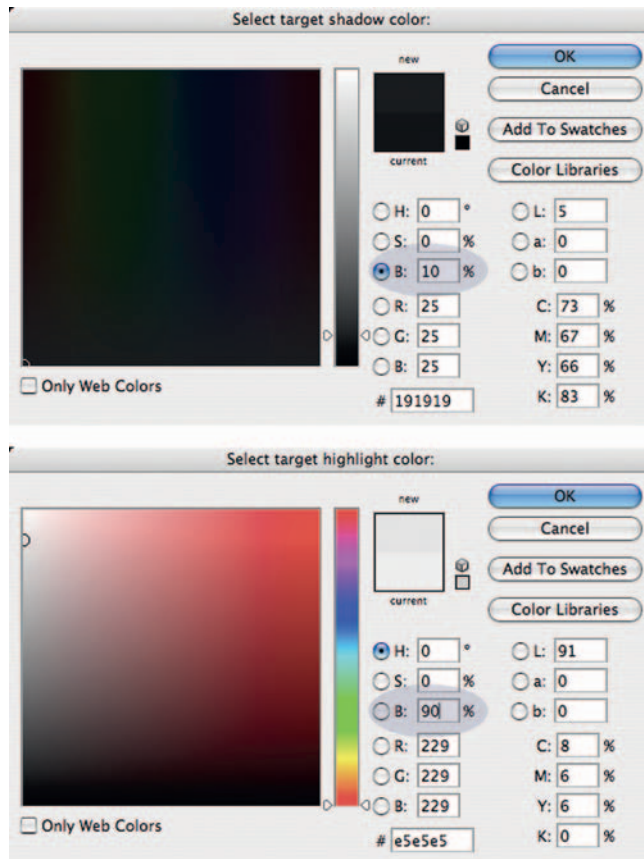 Select target shadow color:
new
current
OK
Cancel
Add To Swatches
Color Libraries
H: 0 °
S: 0 %
B: 10 %
R: 25
G: 25
B: 25
# 191919
L: 5
a: 0
b: 0
C: 73 %
M: 67 %
Y: 66 %
K: 83 %
Only Web Colors
Select target highlight color:
new
current
OK
Cancel
Add To Swatches
Color Libraries
H: 0 °
S: 0 %
B: 90 %
R: 229
G: 229
B: 229
# e5e5e5
L: 91
a: 0
b: 0
C: 8 %
M: 6 %
Y: 6 %
K: 0 %
Only Web Colors